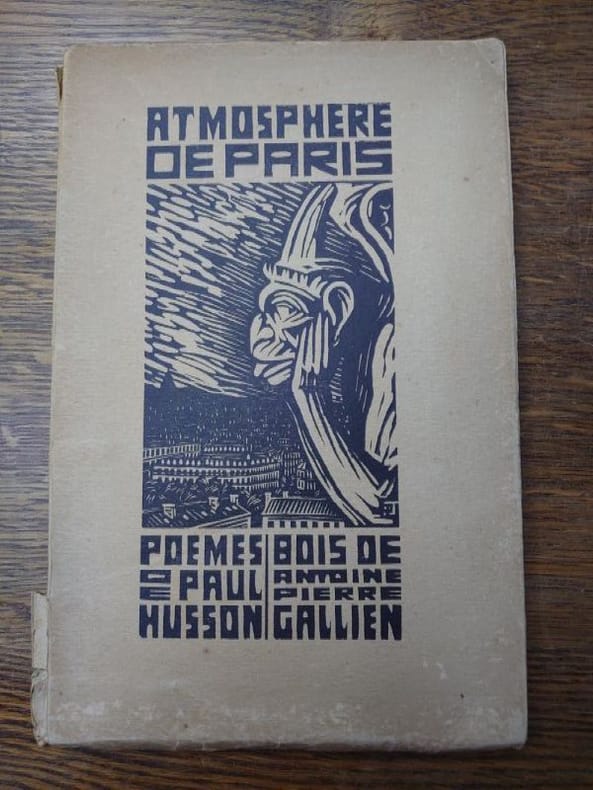 ATMOSPHERE
DE PARIS
POEMES
DE PAUL
HUSSON
BOIS DE
ANTOINE
PIERRE
GALLIEN